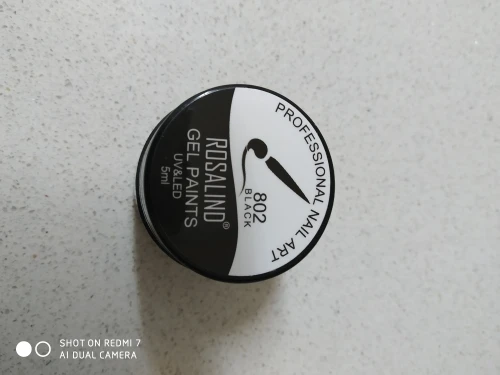 PROFESSIONAL NAIL ART
802
BLACK
ROSALIND®
GEL PAINTS
UV&LED
5ml
SHOT ON REDMI 7
AI DUAL CAMERA